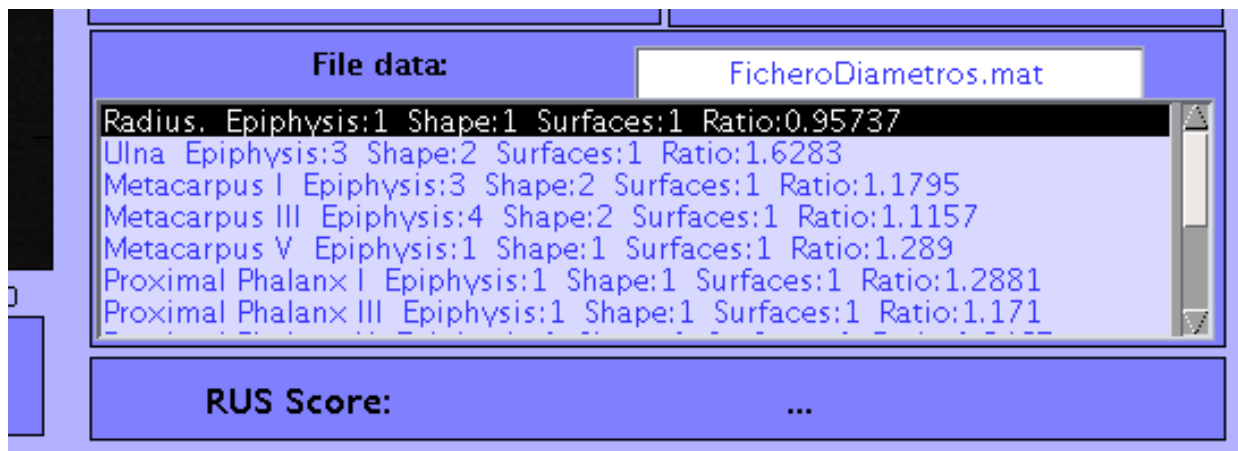 File data:
FicheroDiametros.mat
Radius. Epiphysis:1 Shape:1 Surfaces:1 Ratio:0.95737
Ulna Epiphysis:3 Shape:2 Surfaces:1 Ratio:1.6283
Metacarpus I Epiphysis:3 Shape:2 Surfaces:1 Ratio:1.1795
Metacarpus III Epiphysis:4 Shape:2 Surfaces:1 Ratio:1.1157
Metacarpus V Epiphysis:1 Shape:1 Surfaces:1 Ratio:1.289
Proximal Phalanx I Epiphysis:1 Shape:1 Surfaces:1 Ratio:1.2881
Proximal Phalanx III Epiphysis:1 Shape:1 Surfaces:1 Ratio:1.171
RUS Score:
...